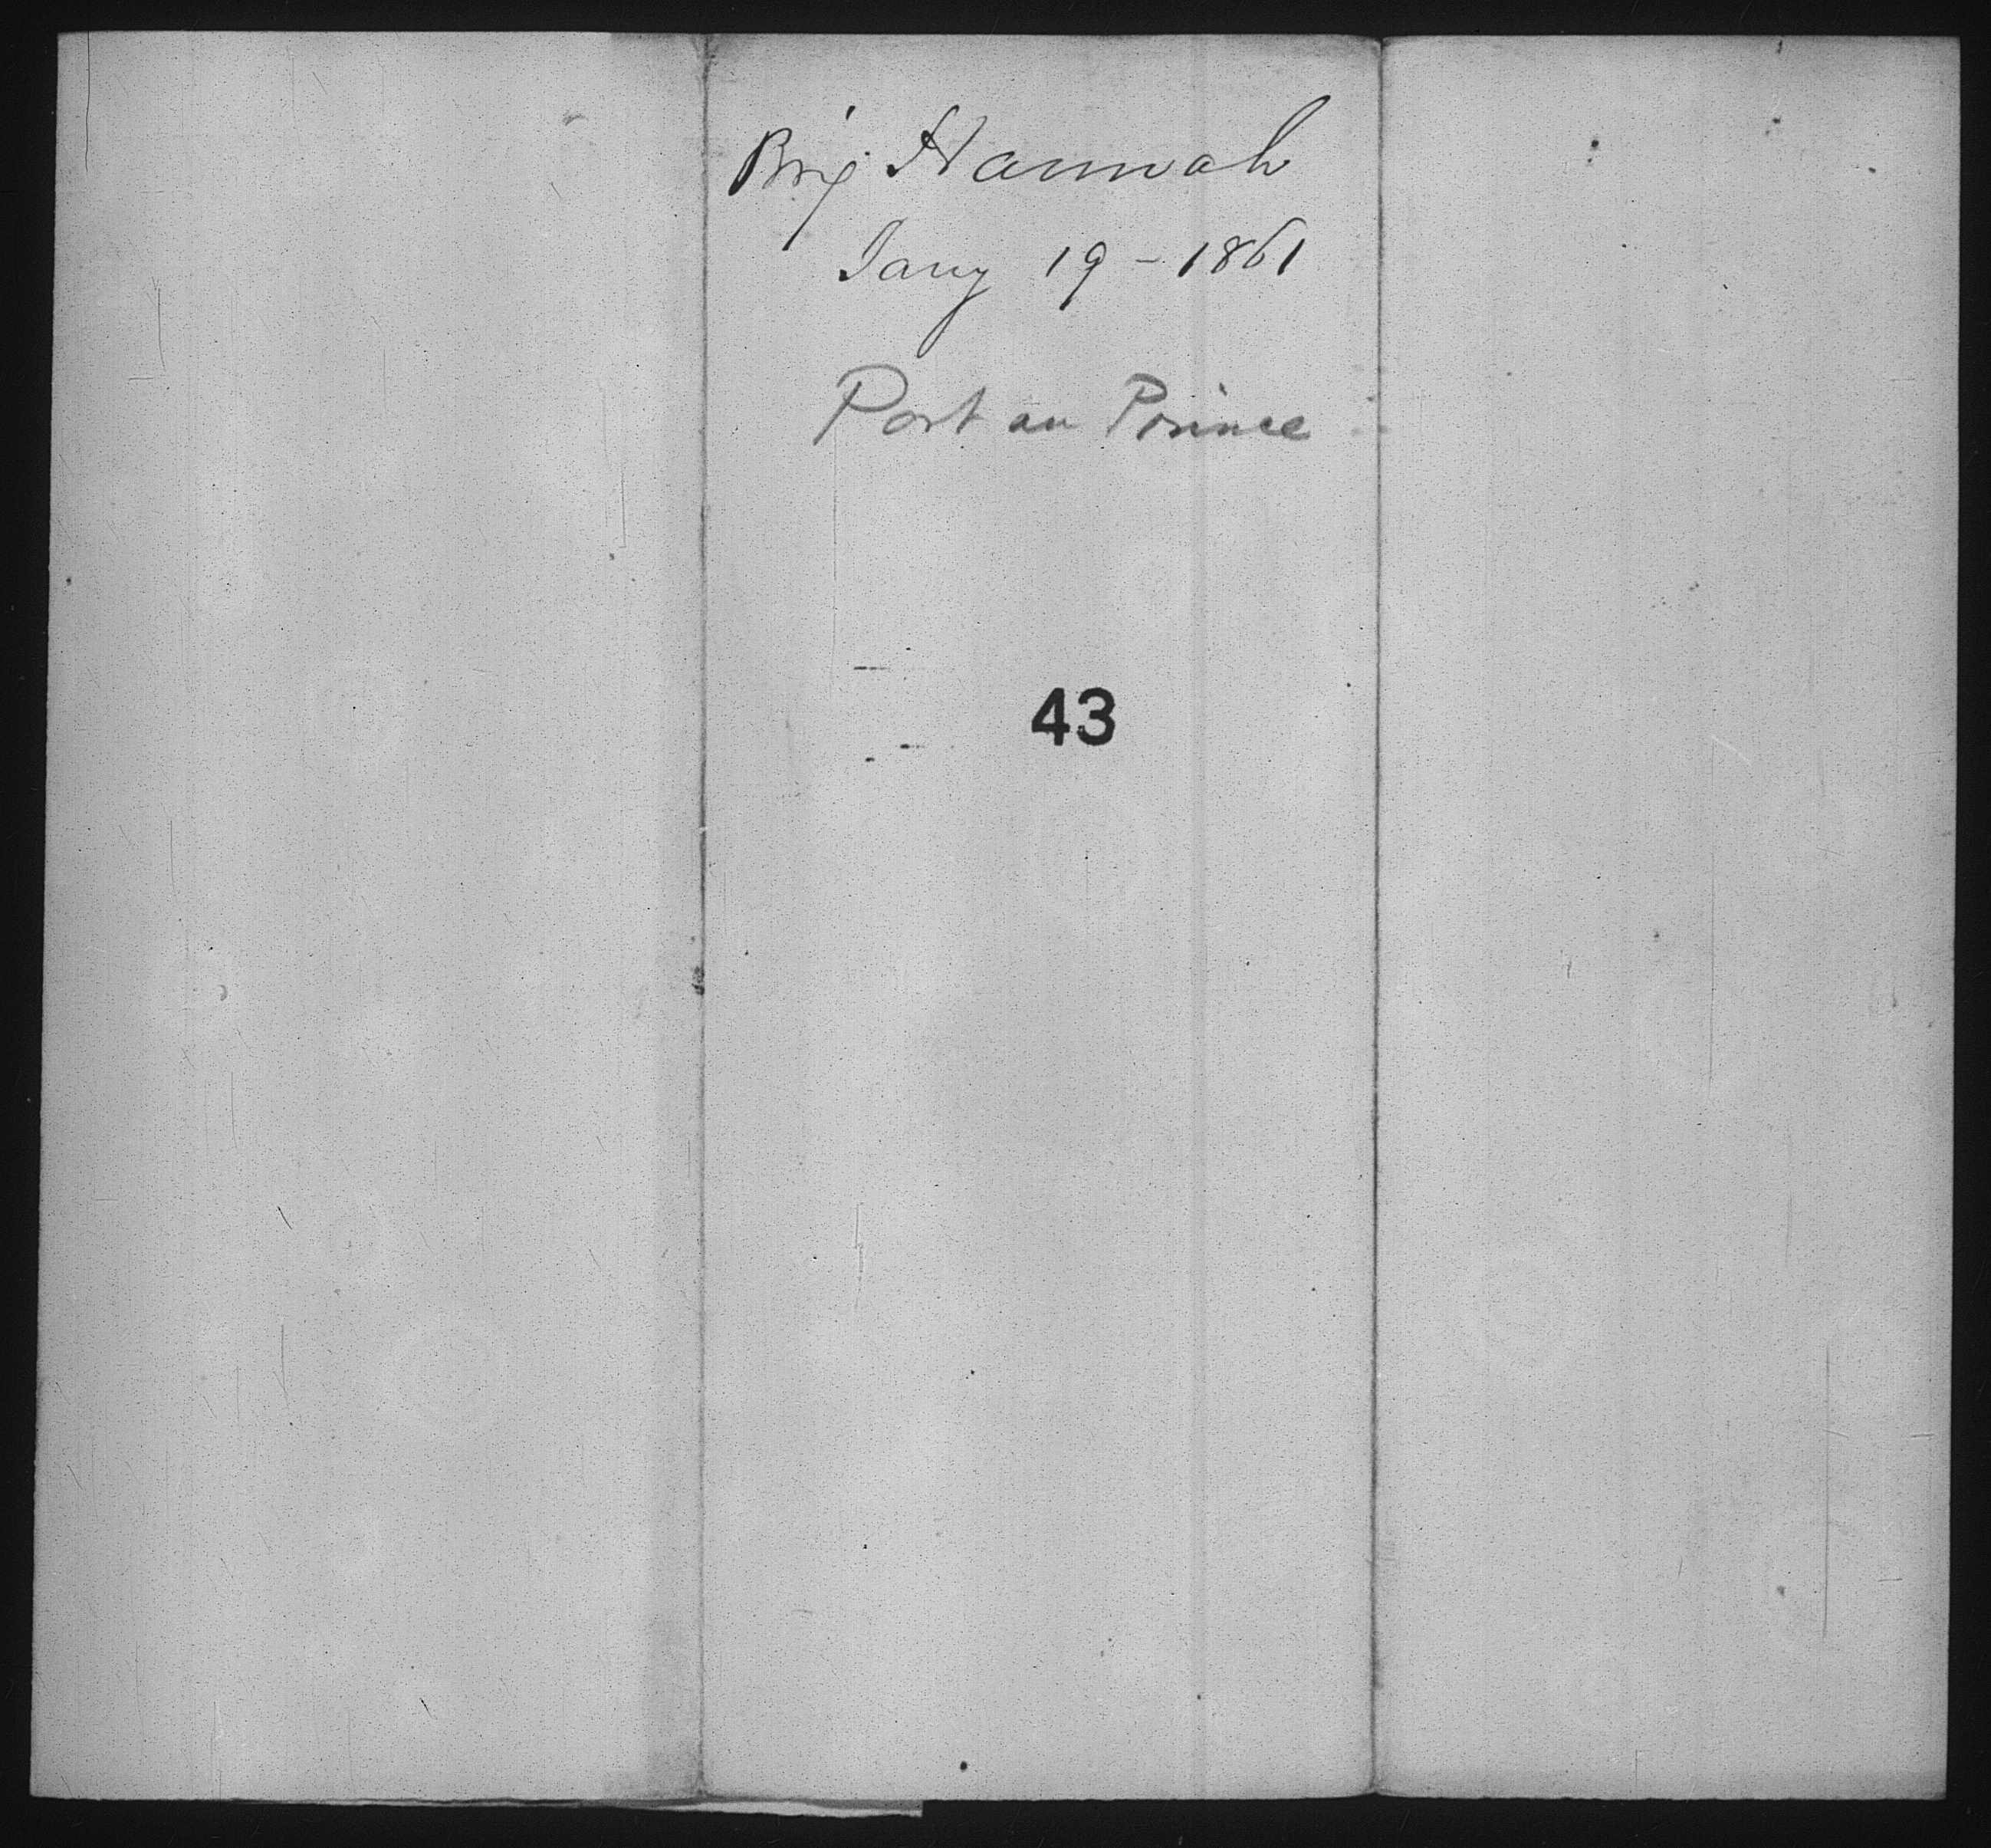 Brig Hannah
Jany 19 - 1861
Port au Prince
43